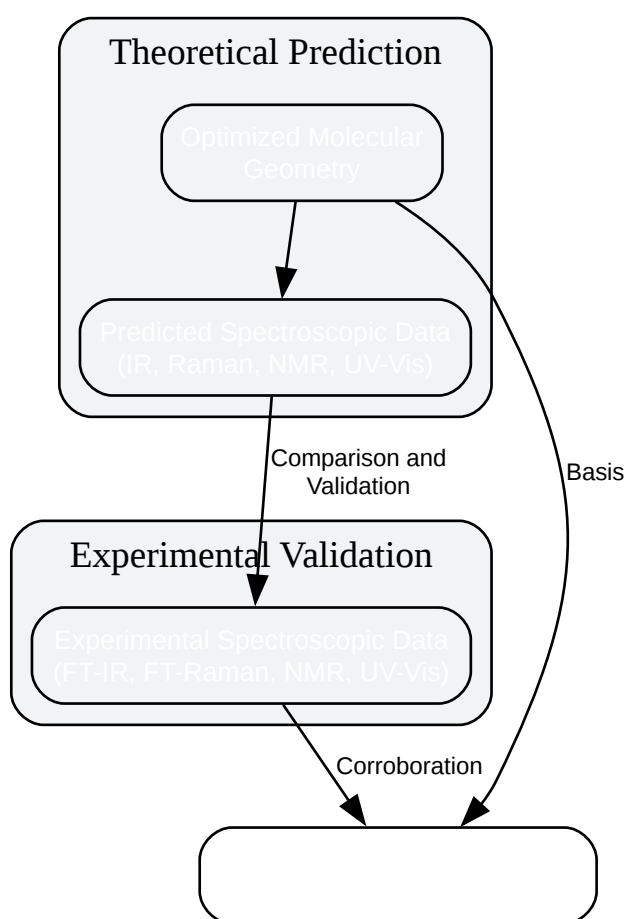 Theoretical Prediction
Optimized Molecular
Geometry
Predicted Spectroscopic Data
(IR, Raman, NMR, UV-Vis)
Comparison and
Validation
Basis
Experimental Validation
Experimental Spectroscopic Data
(FT-IR, FT-Raman, NMR, UV-Vis)
Corroboration